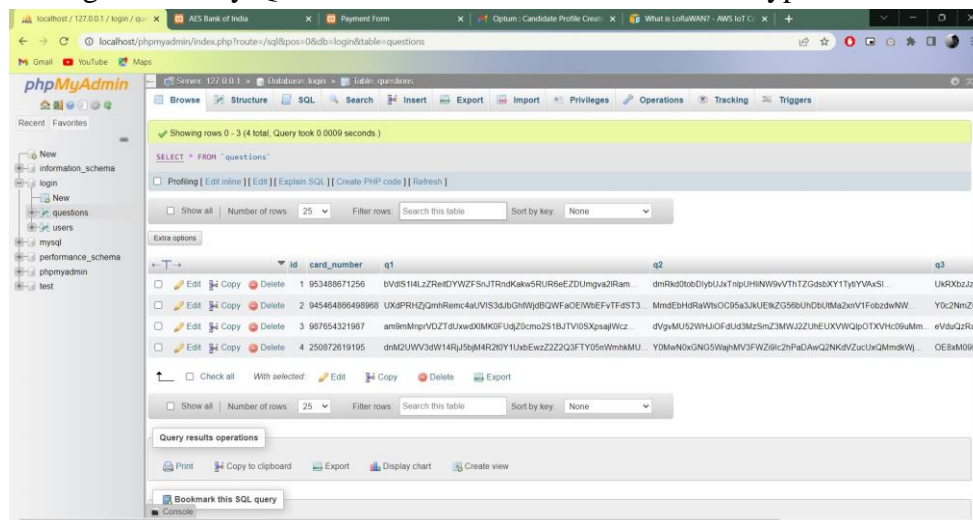 localhost / 127.0.0.1 / login / qu
AES Bank of India
Payment Form
Optum : Candidate Profile Creati
What is LoRaWAN? - AWS IoT C
localhost/phpmyadmin/index.php?route=/sql&pos=0&db=login&table=questions
Gmail YouTube Maps
phpMyAdmin
Recent Favorites
New
information_schema
login
New
questions
users
mysql
performance_schema
phpmyadmin
test
Server: 127.0.0.1 » Database: login » Table: questions
Browse Structure SQL Search Insert Export Import Privileges Operations Tracking Triggers
Showing rows 0 - 3 (4 total, Query took 0.0009 seconds.)
SELECT * FROM `questions`
Profiling [ Edit inline ] [ Edit ] [ Explain SQL ] [ Create PHP code ] [ Refresh ]
Show all Number of rows: 25 Filter rows: Search this table Sort by key: None
Extra options
id card_number q1 q2 q3
Edit Copy Delete 1 953488671256
Edit Copy Delete 2 945464866498968
Edit Copy Delete 3 987654321987
Edit Copy Delete 4 250872619195
Check all With selected: Edit Copy Delete Export
Show all Number of rows: 25 Filter rows: Search this table Sort by key: None
Query results operations
Print Copy to clipboard Export Display chart Create view
Bookmark this SQL query
Console